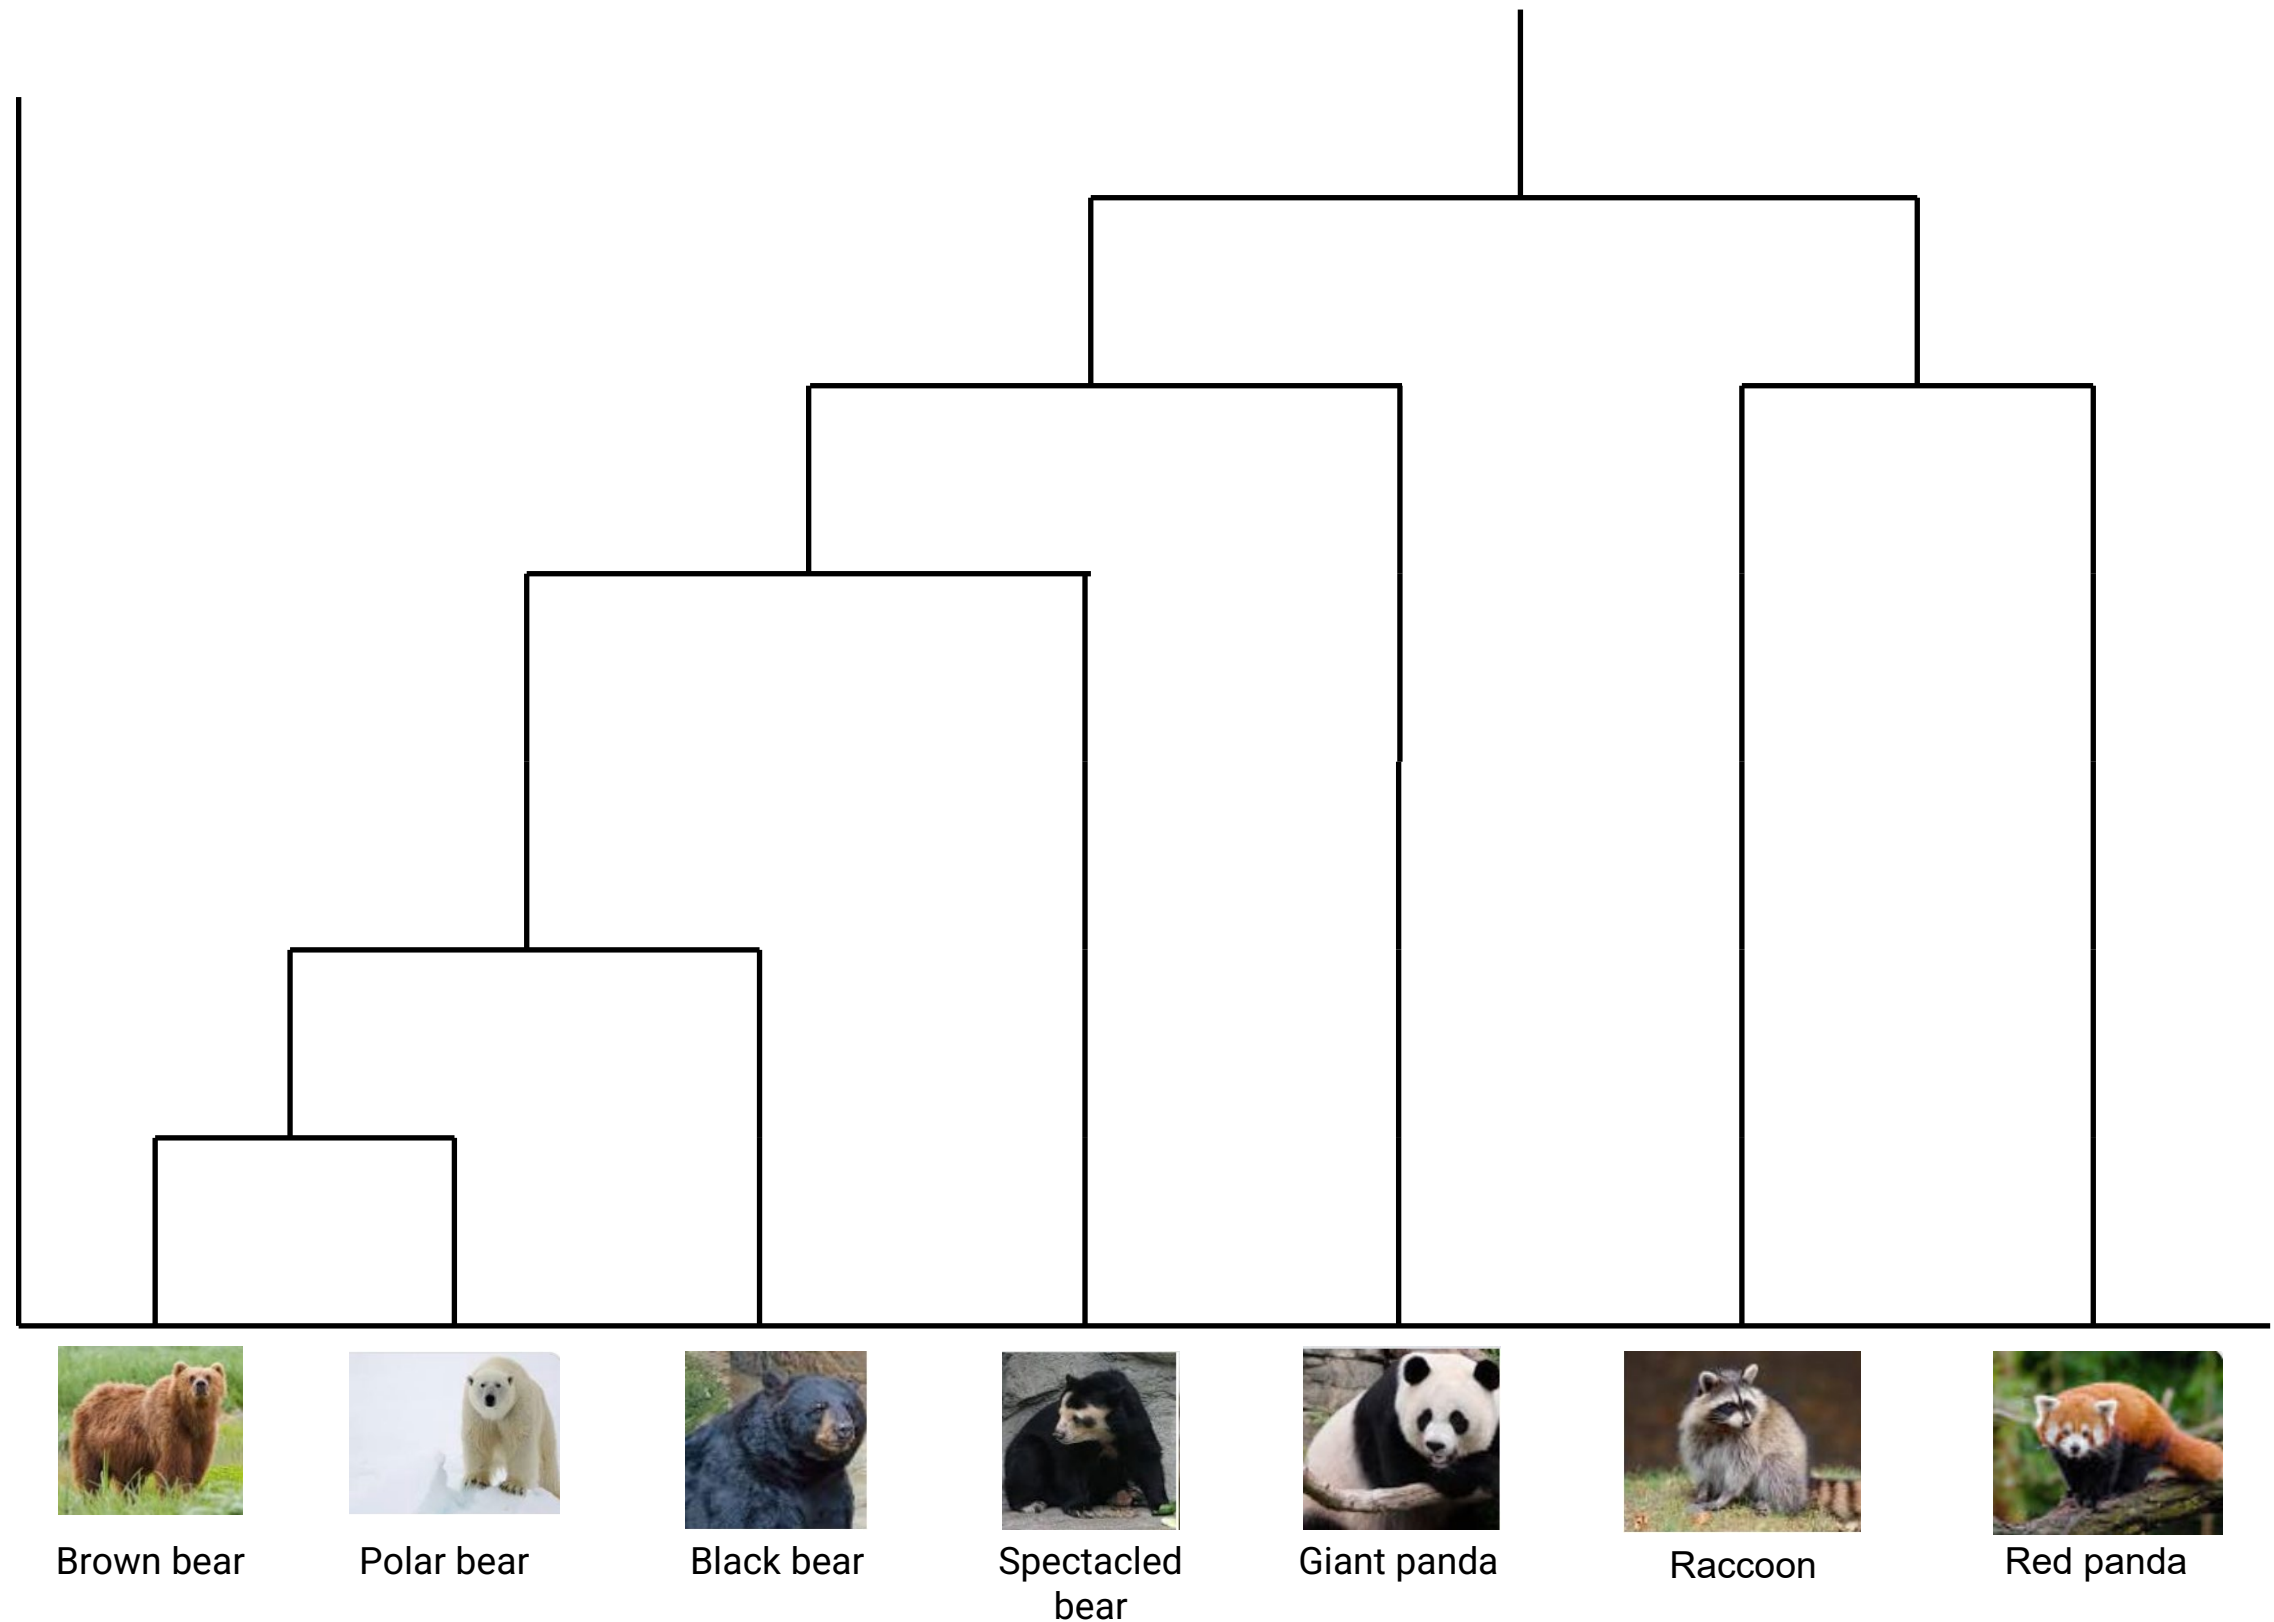 Brown bear
Polar bear
Black bear
Spectacled
bear
Giant panda
Raccoon
Red panda